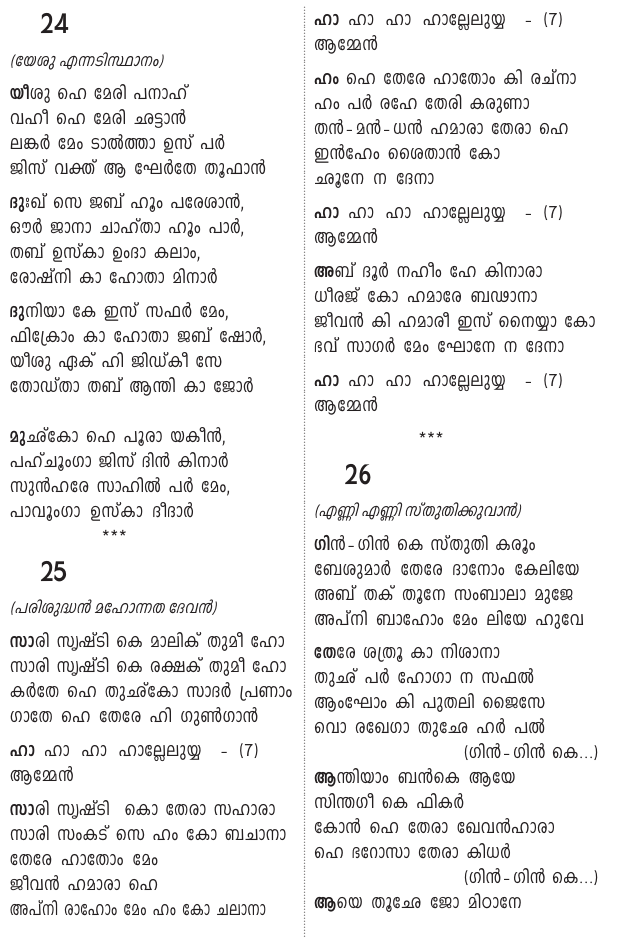 24
(യേശു എന്നടിസ്ഥാനം)
യീശു ഹെ മേരി പനാഹ്
വഹീ ഹെ മേരി ഛട്ടാൻ
ലങ്കർ മേം ടാൽത്താ ഉസ് പർ
ജിസ് വക്ത് ആ ഘേർതേ തൂഫാൻ
ദുഃഖ് സെ ജബ് ഹൂം പരേശാൻ,
ഔർ ജാനാ ചാഹ്താ ഹൂം പാർ,
തബ് ഉസ്കാ ഉംദാ കലാം,
രോഷ്നി കാ ഹോതാ മിനാർ
ദുനിയാ കേ ഇസ് സഫർ മേം,
ഫിക്രോം കാ ഹോതാ ജബ് ഷോർ,
യീശു ഏക് ഹി ജിഡ്കീ സേ
തോഡ്താ തബ് ആന്തി കാ ജോർ
മുഛ്കോ ഹെ പൂരാ യകീൻ,
പഹ്ചൂംഗാ ജിസ് ദിൻ കിനാർ
സുൻഹരേ സാഹിൽ പർ മേം,
പാവൂംഗാ ഉസ്കാ ദീദാർ
***
25
(പരിശുദ്ധൻ മഹോന്നത ദേവൻ)
സാരി സൃഷ്ടി കെ മാലിക് തുമീ ഹോ
സാരി സൃഷ്ടി കെ രക്ഷക് തുമീ ഹോ
കർതേ ഹെ തുഛ്കോ സാദർ പ്രണാം
ഗാതേ ഹെ തേരേ ഹി ഗുൺഗാൻ
ഹാ ഹാ ഹാ ഹാല്ലേലുയ്യ - (7)
ആമ്മേൻ
സാരി സൃഷ്ടി കൊ തേരാ സഹാരാ
സാരി സംകട് സെ ഹം കോ ബചാനാ
തേരേ ഹാതോം മേം
ജീവൻ ഹമാരാ ഹെ
അപ്നി രാഹോം മേം ഹം കോ ചലാനാ
ഹാ ഹാ ഹാ ഹാല്ലേലുയ്യ - (7)
ആമ്മേൻ
ഹം ഹെ തേരേ ഹാതോം കി രച്നാ
ഹം പർ രഹേ തേരി കരുണാ
തൻ-മൻ-ധൻ ഹമാരാ തേരാ ഹെ
ഇൻഹേം ശൈതാൻ കോ
ഛൂനേ ന ദേനാ
ഹാ ഹാ ഹാ ഹാല്ലേലുയ്യ - (7)
ആമ്മേൻ
അബ് ദൂർ നഹീം ഹേ കിനാരാ
ധീരജ് കോ ഹമാരേ ബഢാനാ
ജീവൻ കി ഹമാരീ ഇസ് നൈയ്യാ കോ
ഭവ് സാഗർ മേം ഘോനേ ന ദേനാ
ഹാ ഹാ ഹാ ഹാല്ലേലുയ്യ - (7)
ആമ്മേൻ
***
26
(എണ്ണി എണ്ണി സ്തുതിക്കുവാൻ)
ഗിൻ-ഗിൻ കെ സ്തുതി കരൂം
ബേശുമാർ തേരേ ദാനോം കേലിയേ
അബ് തക് തൂനേ സംബാലാ മുജേ
അപ്നി ബാഹോം മേം ലിയേ ഹുവേ
തേരേ ശത്രൂ കാ നിശാനാ
തുഛ് പർ ഹോഗാ ന സഫൽ
ആംഘോം കി പുതലി ജൈസേ
വൊ രഖേഗാ തുഛേ ഹർ പൽ
(ഗിൻ-ഗിൻ കെ...)
ആന്തിയാം ബൻകെ ആയേ
സിന്തഗീ കെ ഫികർ
കോൻ ഹെ തേരാ ഖേവൻഹാരാ
ഹെ ഭറോസാ തേരാ കിധർ
(ഗിൻ-ഗിൻ കെ...)
ആയെ തൂഛേ ജോ മിഠാനേ